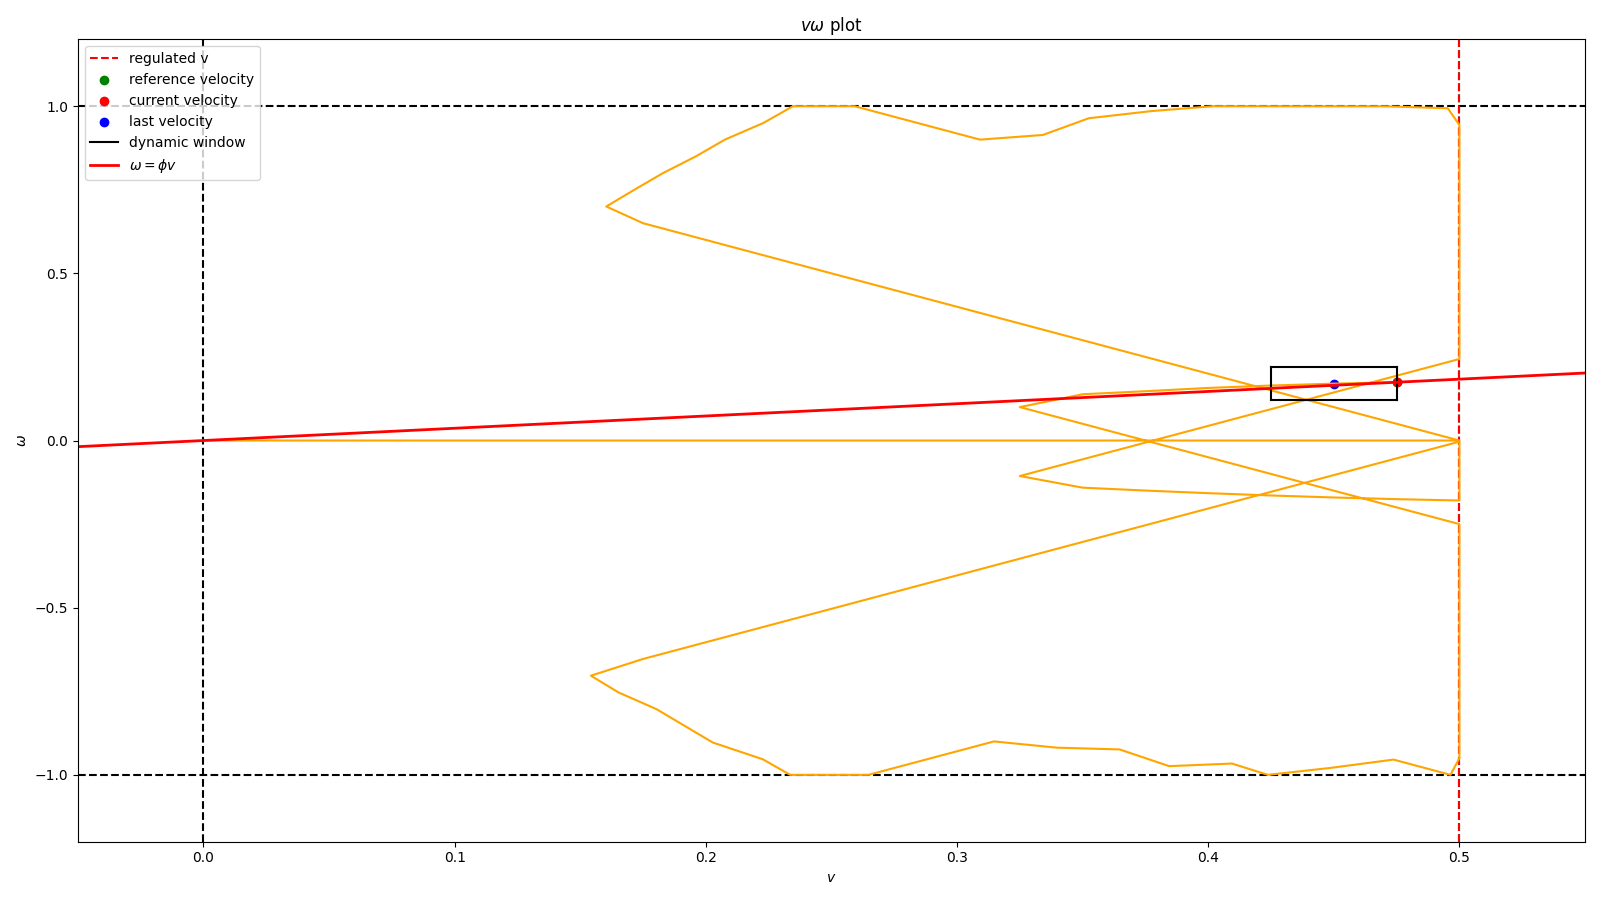 vω plot
regulated v
reference velocity
current velocity
last velocity
dynamic window
ω = ϕv
1.0
0.5
0.0
−0.5
−1.0
ω
0.0 0.1 0.2 0.3 0.4 0.5
v